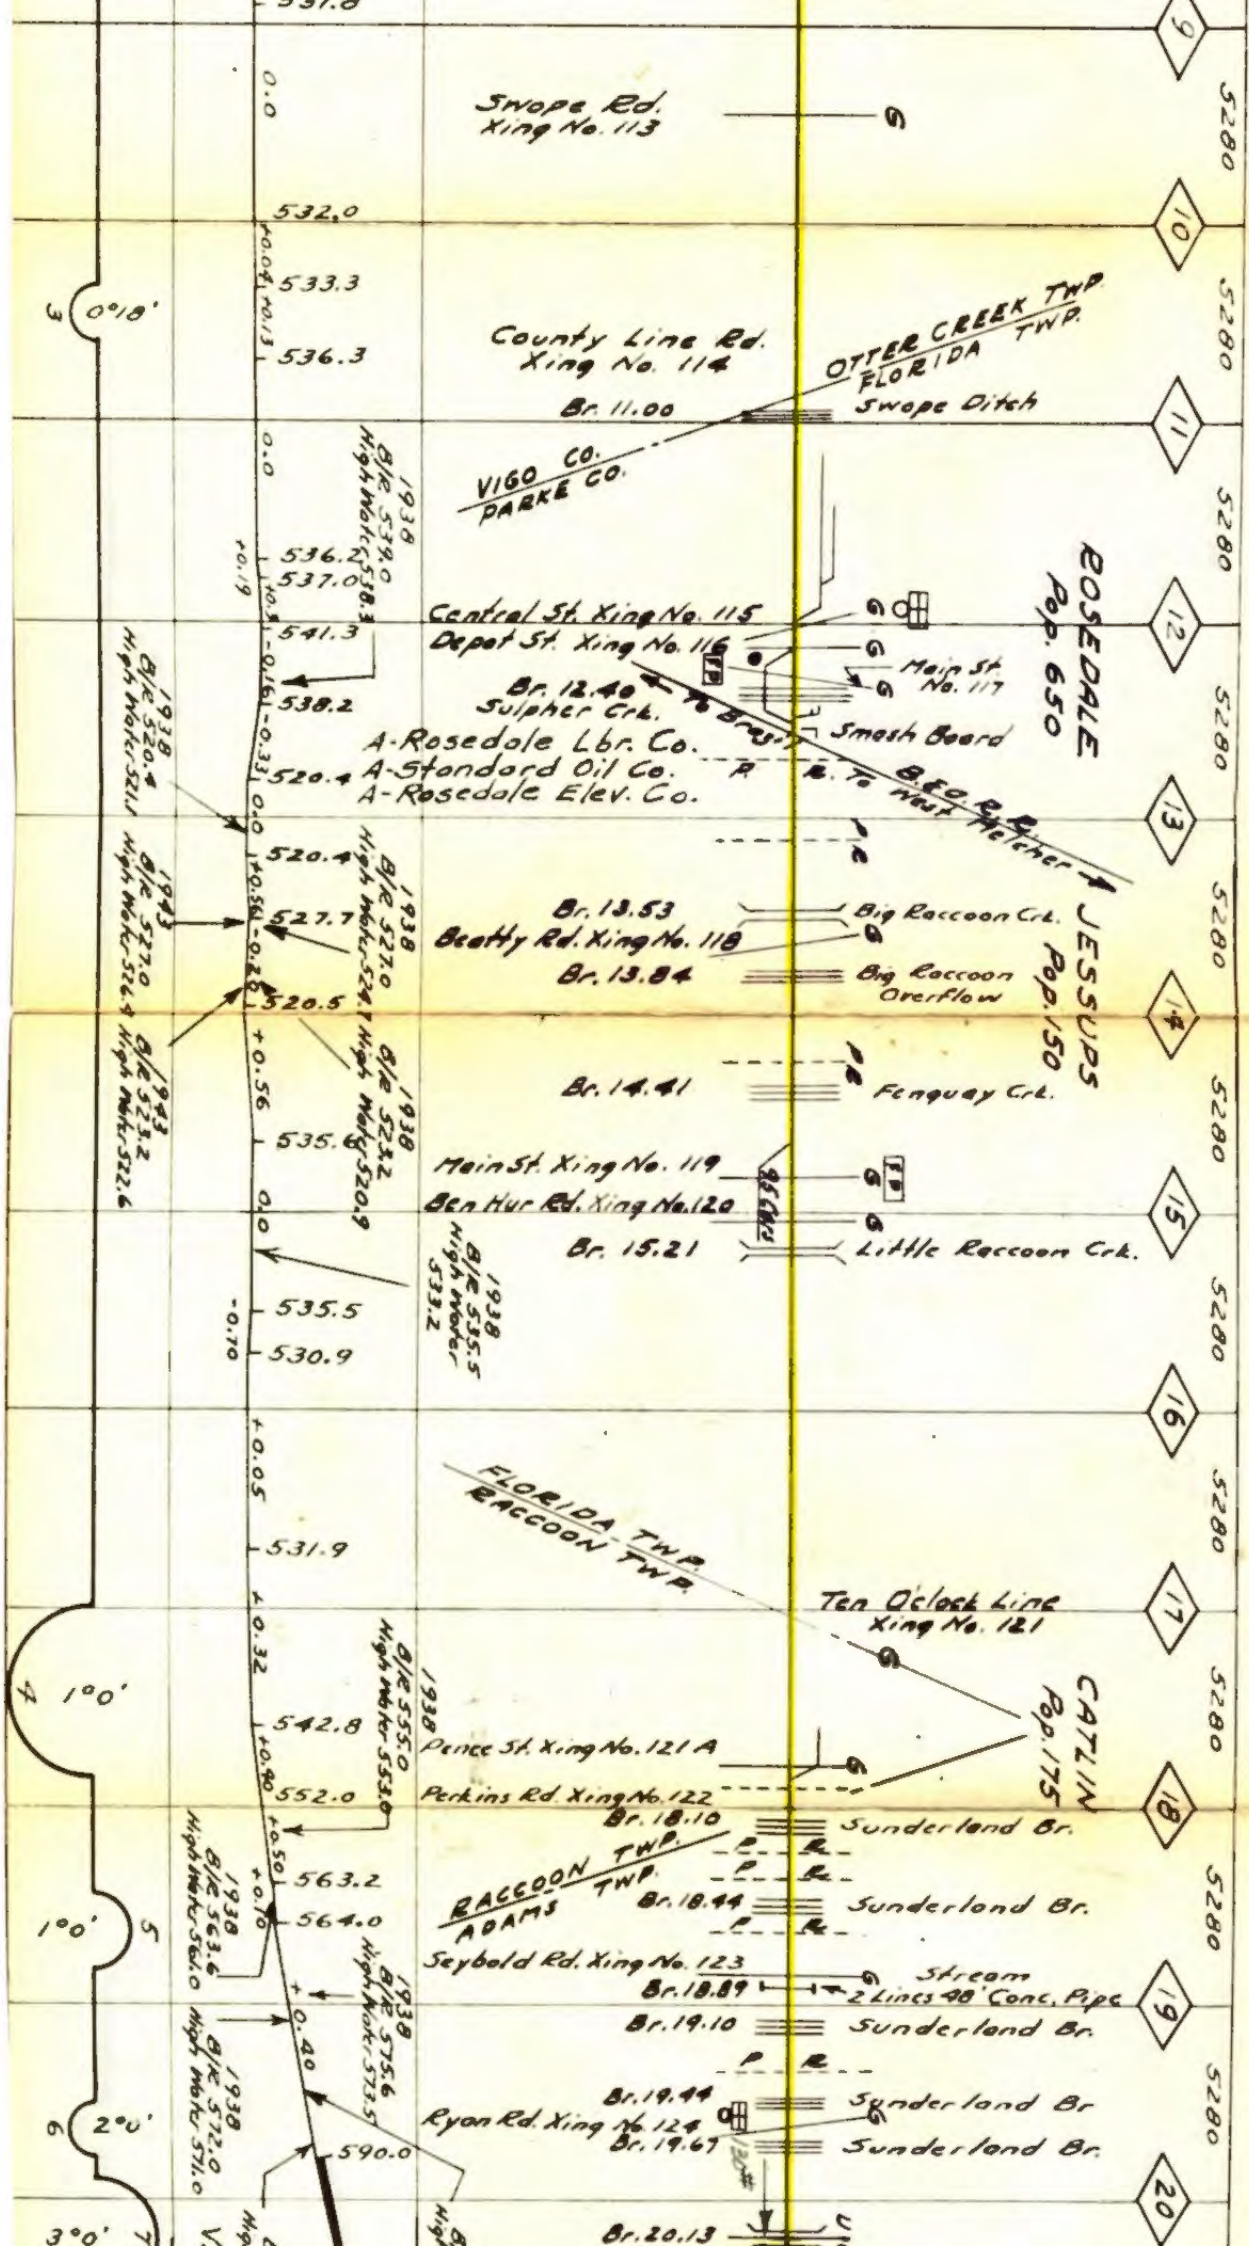 537.8
9
0.0
Swope Rd.
Xing No. 113
G
5280
532.0
10
+0.04
533.3
+0.13
3
0°18'
536.3
County Line Rd.
Xing No. 114
OTTER CREEK TWP.
FLORIDA TWP.
5280
Br. 11.00
Swope Ditch
11
0.0
VIGO CO.
PARKE CO.
1938
B/R 539.0
High Water 538.3
5280
536.2
537.0
+0.19
ROSEDALE
Pop. 650
Central St. Xing No. 115
G
12
541.3
Depot St. Xing No. 116
G
-0.16
FP
Main St.
No. 117
G
538.2
Br. 12.40
Sulpher Crk.
To Brazil
Smash Board
5280
-0.33
A-Rosedale Lbr. Co.
A-Standard Oil Co.
A-Rosedale Elev. Co.
520.4
P. R.
B.&O. R.R.
To West Melcher
1938
B/R 520.4
High Water 521.1
0.0
13
520.4
P R
+0.56
527.7
1938
B/R 527.0
High Water
Br. 13.53
Big Raccoon Crk.
JESSUPS
Pop. 150
5280
1943
B/R 527.0
High Water 526.9
Beatty Rd. Xing No. 118
G
-0.20
Br. 13.84
Big Raccoon
Overflow
520.5
14
1943
B/R 523.2
High Water 522.6
+0.56
1938
B/R 523.2
High Water 520.9
PR
Br. 14.41
Fenquay Crk.
5280
535.6
Main St. Xing No. 119
G
FP
95 Cars
0.0
Ben Hur Rd. Xing No. 120
G
15
Br. 15.21
Little Raccoon Crk.
1938
B/R 535.5
High Water
533.2
535.5
5280
-0.70
530.9
16
+0.05
FLORIDA TWP.
RACCOON TWP.
5280
531.9
+0.32
Ten O'clock Line
Xing No. 121
17
G
4
1°0'
1938
B/R 555.0
High Water 553.0
CATLIN
Pop. 175
5280
542.8
Pence St. Xing No. 121 A
G
+0.90
552.0
Perkins Rd. Xing No. 122
18
Br. 18.10
Sunderland Br.
+0.50
P. R.
RACCOON TWP.
ADAMS TWP.
P. R.
563.2
1938
B/R 563.6
High Water 561.0
+0.70
Br. 18.44
Sunderland Br.
5280
1°0'
5
564.0
P. R.
Seybold Rd. Xing No. 123
G
Stream
Br. 18.89
2 Lines 48" Conc. Pipe
19
1938
B/R 575.6
High Water 573.5
+0.40
Br. 19.10
Sunderland Br.
1938
B/R 572.0
High Water 571.0
P R
5280
Br. 19.44
Sunderland Br
6
2°0'
Ryan Rd. Xing No. 124
G
Br. 19.67
Sunderland Br.
590.0
130#
20
3°0'
7
Br. 20.13